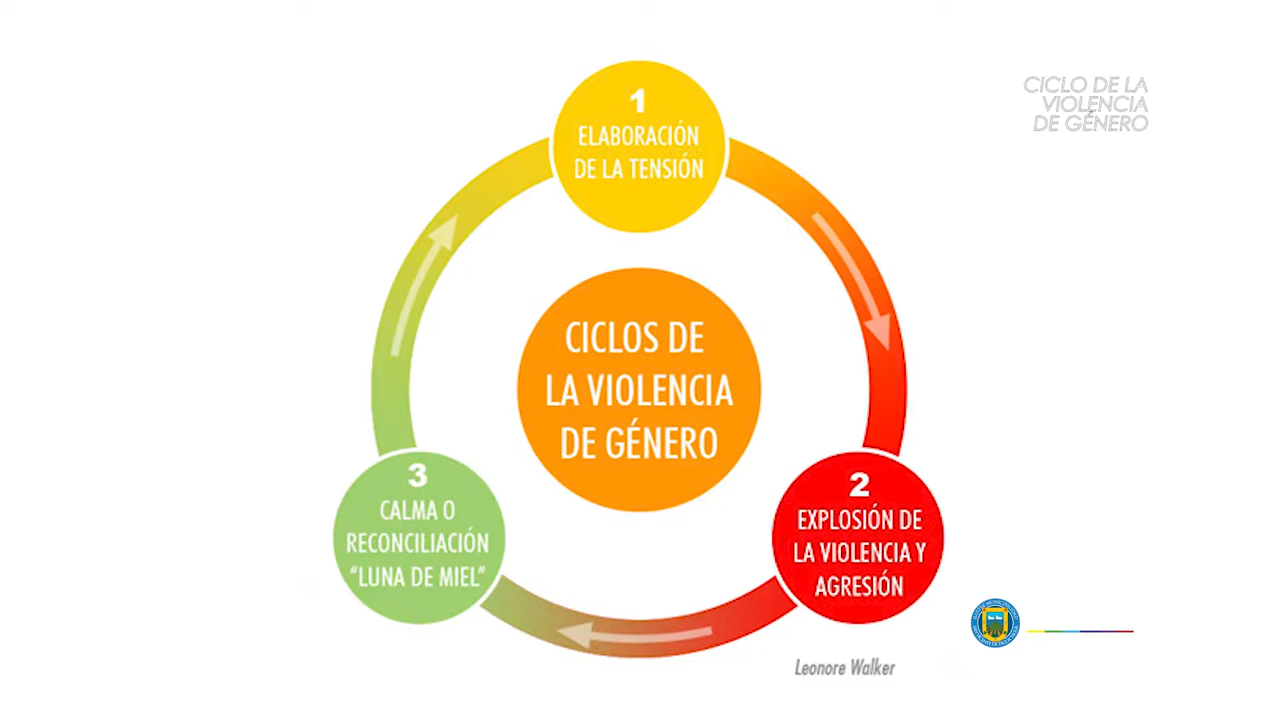 CICLO DE LA
VIOLENCIA
DE GÉNERO
1
ELABORACIÓN
DE LA TENSIÓN
CICLOS DE
LA VIOLENCIA
DE GÉNERO
2
EXPLOSIÓN DE
LA VIOLENCIA Y
AGRESIÓN
3
CALMA O
RECONCILIACIÓN
“LUNA DE MIEL”
Leonore Walker